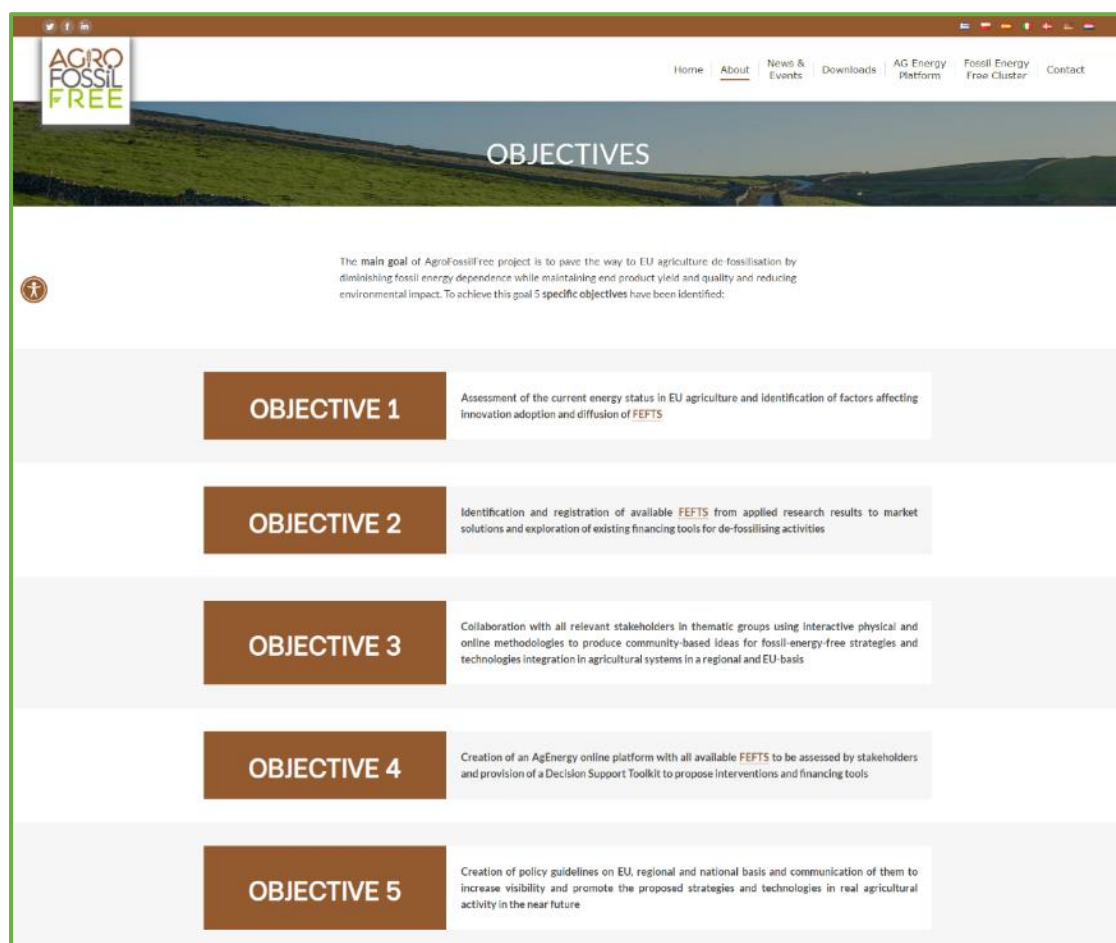 AGRO
FOSSIL
FREE
Home
About
News &
Events
Downloads
AG Energy
Platform
Fossil Energy
Free Cluster
Contact
OBJECTIVES
The main goal of AgroFossilFree project is to pave the way to EU agriculture de-fossilisation by
diminishing fossil energy dependence while maintaining end product yield and quality and reducing
environmental impact. To achieve this goal 5 specific objectives have been identified:
OBJECTIVE 1
Assessment of the current energy status in EU agriculture and identification of factors affecting
innovation adoption and diffusion of FEFTS
OBJECTIVE 2
Identification and registration of available FEFTS from applied research results to market
solutions and exploration of existing financing tools for de-fossilising activities
OBJECTIVE 3
Collaboration with all relevant stakeholders in thematic groups using interactive physical and
online methodologies to produce community-based ideas for fossil-energy-free strategies and
technologies integration in agricultural systems in a regional and EU-basis
OBJECTIVE 4
Creation of an AgEnergy online platform with all available FEFTS to be assessed by stakeholders
and provision of a Decision Support Toolkit to propose interventions and financing tools
OBJECTIVE 5
Creation of policy guidelines on EU, regional and national basis and communication of them to
increase visibility and promote the proposed strategies and technologies in real agricultural
activity in the near future